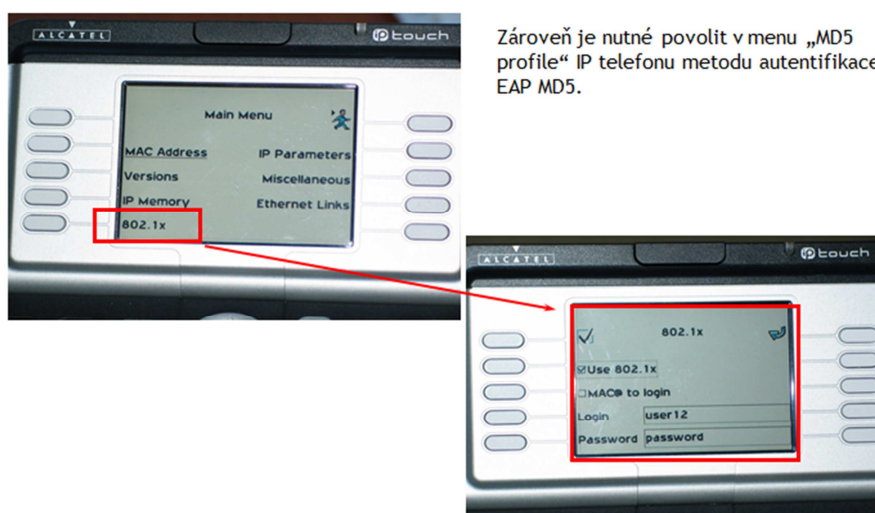 ALCATEL
ip touch
Main Menu
MAC Address IP Parameters
Versions Miscellaneous
IP Memory Ethernet Links
802.1x
Zároveň je nutné povolit v menu „MD5
profile“ IP telefonu metodu autentifikace
EAP MD5.
ALCATEL
ip touch
802.1x
Use 802.1x
MAC@ to login
Login user12
Password password